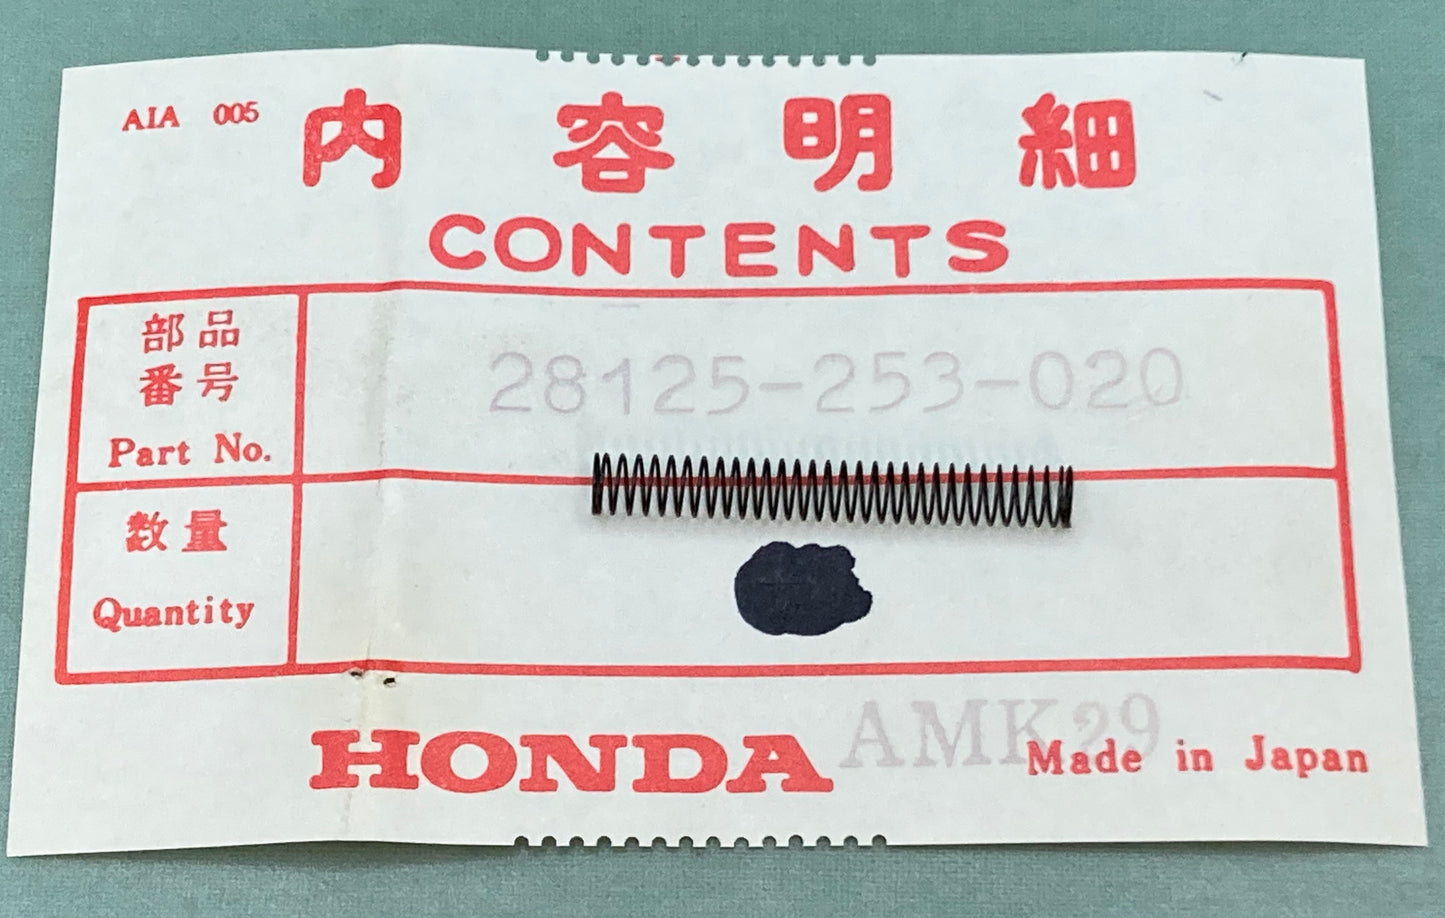 AIA 005
内容明細
CONTENTS
部品
番号
Part No.
28125-253-020
数量
Quantity
HONDA
AMK29
Made in Japan